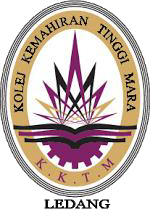 KOLEJ KEMAHIRAN TINGGI MARA
K.K.T.M
LEDANG